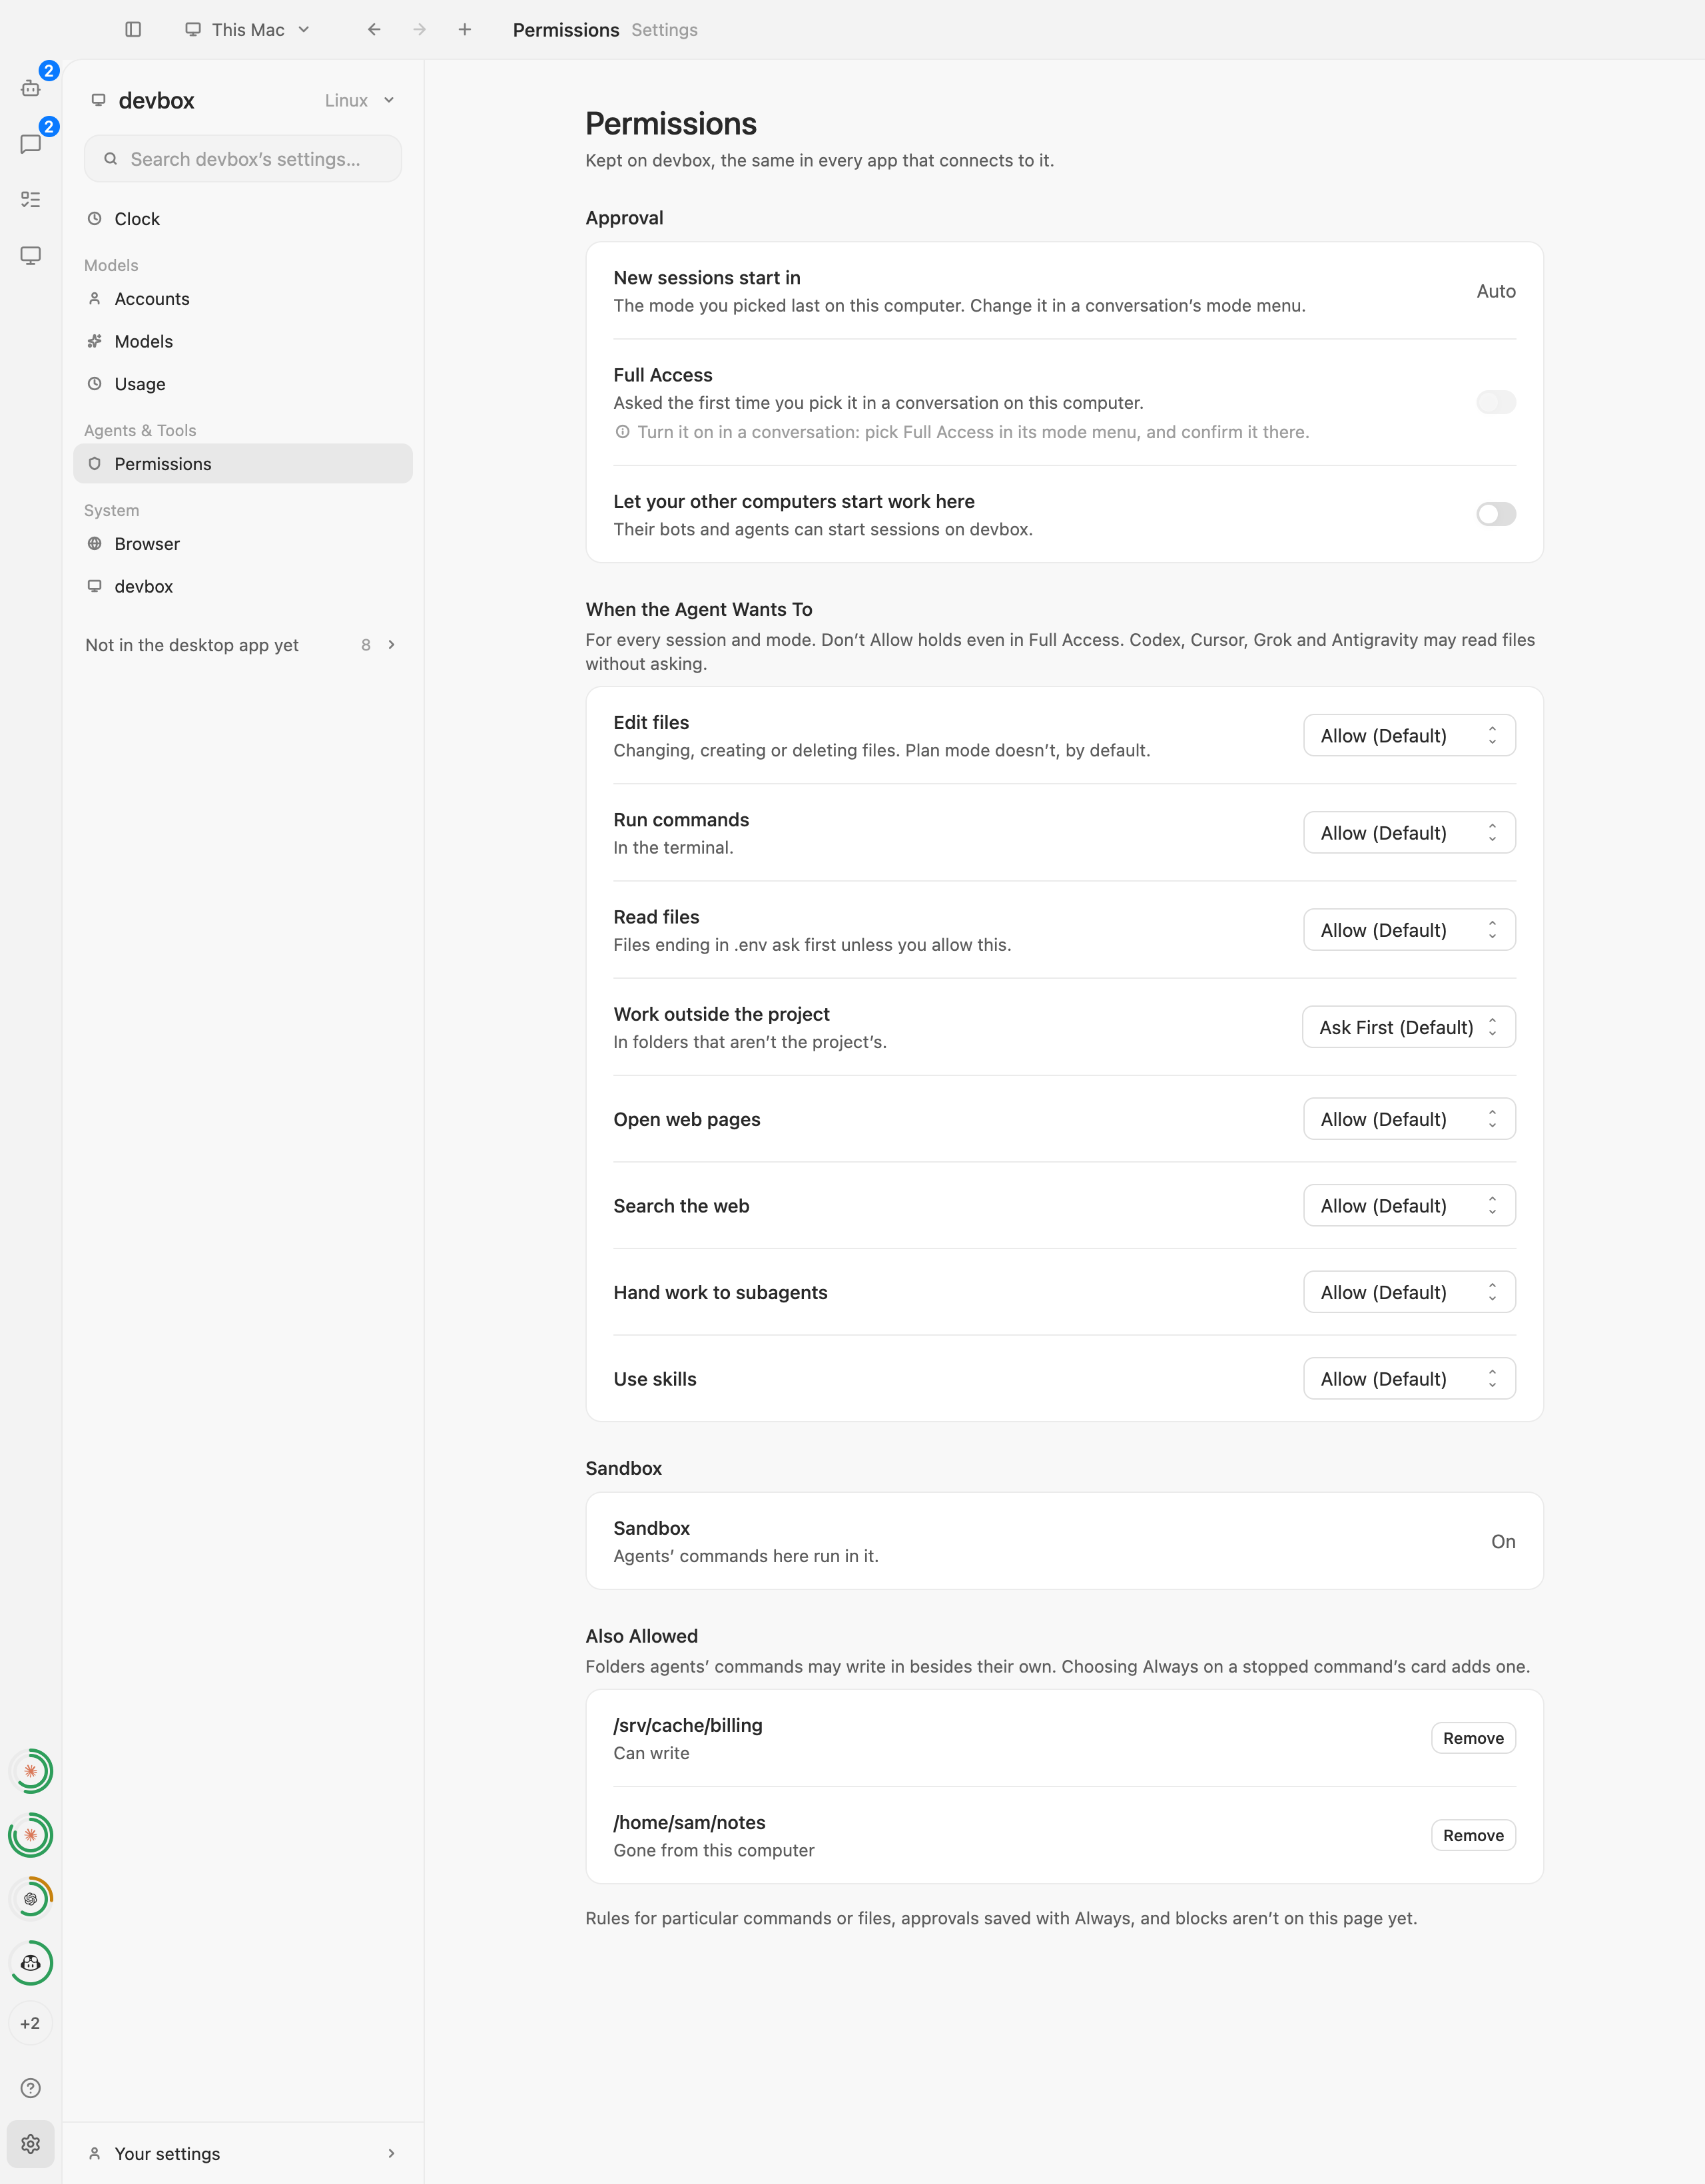 This Mac
Permissions Settings
2
2
devbox
Linux
Search devbox’s settings...
Clock
Models
Accounts
Models
Usage
Agents & Tools
Permissions
System
Browser
devbox
Not in the desktop app yet 8
+2
Your settings
Permissions
Kept on devbox, the same in every app that connects to it.
Approval
New sessions start in
The mode you picked last on this computer. Change it in a conversation’s mode menu.
Auto
Full Access
Asked the first time you pick it in a conversation on this computer.
Turn it on in a conversation: pick Full Access in its mode menu, and confirm it there.
Let your other computers start work here
Their bots and agents can start sessions on devbox.
When the Agent Wants To
For every session and mode. Don’t Allow holds even in Full Access. Codex, Cursor, Grok and Antigravity may read files
without asking.
Edit files
Changing, creating or deleting files. Plan mode doesn’t, by default.
Allow (Default)
Run commands
In the terminal.
Allow (Default)
Read files
Files ending in .env ask first unless you allow this.
Allow (Default)
Work outside the project
In folders that aren’t the project’s.
Ask First (Default)
Open web pages
Allow (Default)
Search the web
Allow (Default)
Hand work to subagents
Allow (Default)
Use skills
Allow (Default)
Sandbox
Sandbox
Agents’ commands here run in it.
On
Also Allowed
Folders agents’ commands may write in besides their own. Choosing Always on a stopped command’s card adds one.
/srv/cache/billing
Can write
Remove
/home/sam/notes
Gone from this computer
Remove
Rules for particular commands or files, approvals saved with Always, and blocks aren’t on this page yet.